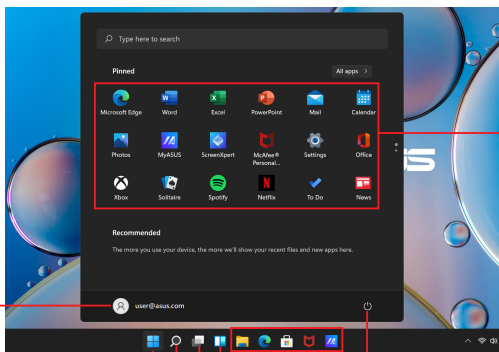 Type here to search
Pinned
All apps >
Microsoft Edge Word Excel PowerPoint Mail Calendar
Photos MyASUS ScreenXpert McAfee® Personal... Settings Office
Xbox Solitaire Spotify Netflix To Do News
Recommended
The more you use your device, the more we'll show your recent files and new apps here.
user@asus.com